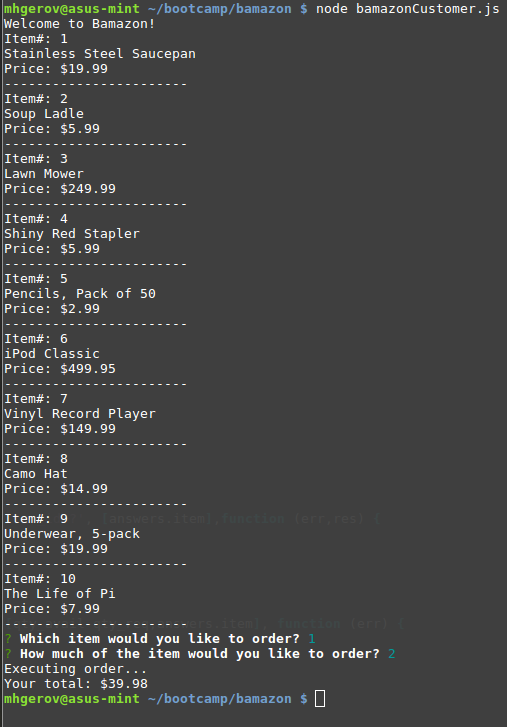 mhgerov@asus-mint ~/bootcamp/bamazon $ node bamazonCustomer.js
Welcome to Bamazon!
Item#: 1
Stainless Steel Saucepan
Price: $19.99
-----------------------
Item#: 2
Soup Ladle
Price: $5.99
-----------------------
Item#: 3
Lawn Mower
Price: $249.99
-----------------------
Item#: 4
Shiny Red Stapler
Price: $5.99
-----------------------
Item#: 5
Pencils, Pack of 50
Price: $2.99
-----------------------
Item#: 6
iPod Classic
Price: $499.95
-----------------------
Item#: 7
Vinyl Record Player
Price: $149.99
-----------------------
Item#: 8
Camo Hat
Price: $14.99
-----------------------
Item#: 9 , [answers.item],function (err,res) {
Underwear, 5-pack
Price: $19.99
-----------------------
Item#: 10
The Life of Pi
Price: $7.99
-----------------------
? Which item would you like to order? 1
? How much of the item would you like to order? 2
Executing order...
Your total: $39.98
mhgerov@asus-mint ~/bootcamp/bamazon $